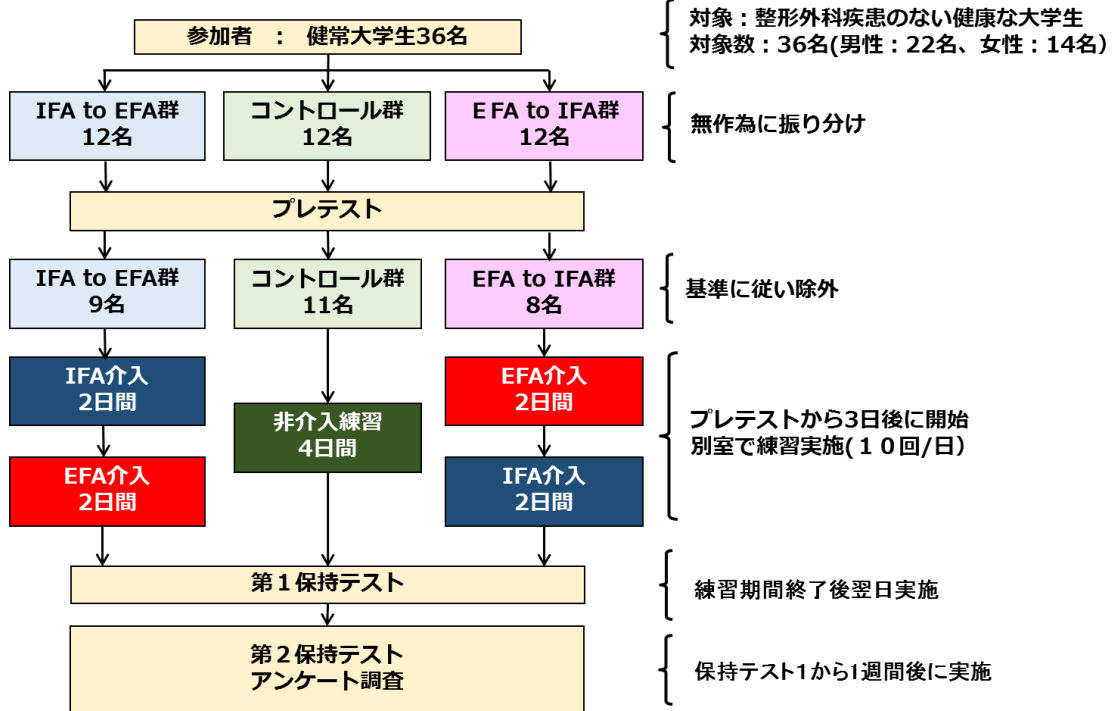 参加者 : 健常大学生36名
対象：整形外科疾患のない健康な大学生
対象数：36名(男性：22名、女性：14名)
IFA to EFA群
12名
コントロール群
12名
ＥFA to IFA群
12名
無作為に振り分け
プレテスト
IFA to EFA群
9名
コントロール群
11名
EFA to IFA群
8名
基準に従い除外
IFA介入
2日間
非介入練習
4日間
EFA介入
2日間
EFA介入
2日間
IFA介入
2日間
プレテストから3日後に開始
別室で練習実施(１０回/日）
第１保持テスト
練習期間終了後翌日実施
第２保持テスト
アンケート調査
保持テスト1から1週間後に実施